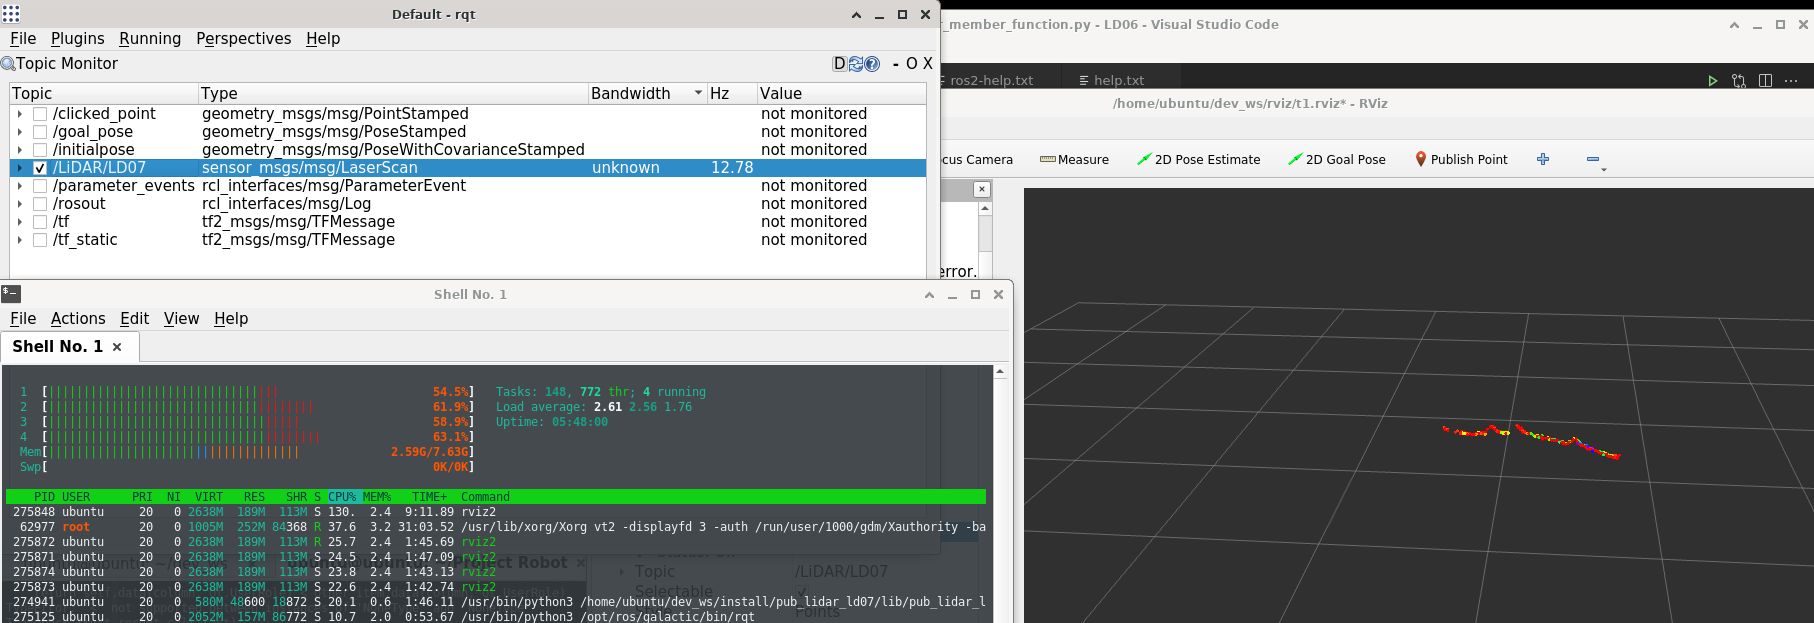 Default - rqt
File Plugins Running Perspectives Help
Topic Monitor
D - O X
Topic Type Bandwidth Hz Value
/clicked_point geometry_msgs/msg/PointStamped not monitored
/goal_pose geometry_msgs/msg/PoseStamped not monitored
/initialpose geometry_msgs/msg/PoseWithCovarianceStamped not monitored
/LiDAR/LD07 sensor_msgs/msg/LaserScan unknown 12.78
/parameter_events rcl_interfaces/msg/ParameterEvent not monitored
/rosout rcl_interfaces/msg/Log not monitored
/tf tf2_msgs/msg/TFMessage not monitored
/tf_static tf2_msgs/msg/TFMessage not monitored
_member_function.py - LD06 - Visual Studio Code
ros2-help.txt help.txt
/home/ubuntu/dev_ws/rviz/t1.rviz* - RViz
ocus Camera Measure 2D Pose Estimate 2D Goal Pose Publish Point
error.
Shell No. 1
File Actions Edit View Help
Shell No. 1
1 [ 54.5%] Tasks: 148, 772 thr; 4 running
2 [ 61.9%] Load average: 2.61 2.56 1.76
3 [ 58.9%] Uptime: 05:48:00
4 [ 63.1%]
Mem[ 2.59G/7.63G]
Swp[ 0K/0K]
PID USER PRI NI VIRT RES SHR S CPU% MEM% TIME+ Command
275848 ubuntu 20 0 2638M 189M 113M S 130. 2.4 9:11.89 rviz2
62977 root 20 0 1005M 252M 84368 R 37.6 3.2 31:03.52 /usr/lib/xorg/Xorg vt2 -displayfd 3 -auth /run/user/1000/gdm/Xauthority -ba
275872 ubuntu 20 0 2638M 189M 113M R 25.7 2.4 1:45.69 rviz2
275871 ubuntu 20 0 2638M 189M 113M S 24.5 2.4 1:47.09 rviz2
275874 ubuntu 20 0 2638M 189M 113M S 23.8 2.4 1:43.13 rviz2
275873 ubuntu 20 0 2638M 189M 113M S 22.6 2.4 1:42.74 rviz2
274941 ubuntu 20 0 580M 48600 18872 S 20.1 0.6 1:46.11 /usr/bin/python3 /home/ubuntu/dev_ws/install/pub_lidar_ld07/lib/pub_lidar_l
275125 ubuntu 20 0 2052M 157M 86772 S 10.7 2.0 0:53.67 /usr/bin/python3 /opt/ros/galactic/bin/rqt
Project Robot
Topic /LiDAR/LD07
Selectable
Points